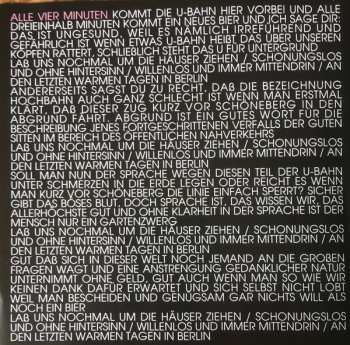 ALLE VIER MINUTEN KOMMT DIE U-BAHN HIER VORBEI UND ALLE
DREIEINHALB MINUTEN KOMMT EIN NEUES BIER UND ICH SAGE DIR:
DAS IST UNGESUND, WEIL ES NÄMLICH IRREFÜHREND UND
GEFÄHRLICH IST WENN ETWAS U-BAHN HEIßT, DAS ÜBER UNSEREN
KÖPFEN RATTERT, SCHLIEßLICH STEHT DAS U FÜR UNTERGRUND
LAß UNS NOCHMAL UM DIE HÄUSER ZIEHEN / SCHONUNGSLOS
UND OHNE HINTERSINN / WILLENLOS UND IMMER MITTENDRIN / AN
DEN LETZTEN WARMEN TAGEN IN BERLIN
ANDERERSEITS SAGST DU ZU RECHT, DAß DIE BEZEICHNUNG
HOCHBAHN AUCH GANZ SCHLECHT IST WENN MAN ERSTMAL
KLÄRT, DAß DIESER ZUG KURZ VOR SCHÖNEBERG IN DEN
ABGRUND FÄHRT. ABGRUND IST EIN GUTES WORT FÜR DIE
BESCHREIBUNG JENES FORTGESCHRITTENEN VERFALLS DER GUTEN
SITTEN IM BEREICH DES ÖFFENTLICHEN NAHVERKEHRS
LAß UNS NOCHMAL UM DIE HÄUSER ZIEHEN / SCHONUNGSLOS
UND OHNE HINTERSINN / WILLENLOS UND IMMER MITTENDRIN / AN
DEN LETZTEN WARMEN TAGEN IN BERLIN
SOLL MAN NUN DER SPRACHE WEGEN DIESEN TEIL DER U-BAHN
UNTER SCHMERZEN IN DIE ERDE LEGEN ODER REICHT ES WENN
MAN KURZ VOR SCHÖNEBERG DIE LINIE EINFACH SPERRT? SICHER
GIBT DAS BÖSES BLUT, DOCH SPRACHE IST, DAS WISSEN WIR, DAS
ALLERHÖCHSTE GUT UND OHNE KLARHEIT IN DER SPRACHE IST DER
MENSCH NUR EIN GARTENZWERG
LAß UNS NOCHMAL UM DIE HÄUSER ZIEHEN / SCHONUNGSLOS
UND OHNE HINTERSINN / WILLENLOS UND IMMER MITTENDRIN / AN
DEN LETZTEN WARMEN TAGEN IN BERLIN
GUT DAß SICH IN DIESER WELT NOCH JEMAND AN DIE GROßEN
FRAGEN WAGT UND EINE ANSTRENGUNG GEDANKLICHER NATUR
UNTERNIMMT OHNE GELD. GUT AUCH WENN MAN SO WIE WIR
KEINEN DANK DAFÜR ERWARTET UND SICH SELBST NICHT LOBT
WEIL MAN BESCHEIDEN UND GENÜGSAM GAR NICHTS WILL ALS
NOCH EIN BIER
LAß UNS NOCHMAL UM DIE HÄUSER ZIEHEN / SCHONUNGSLOS
UND OHNE HINTERSINN / WILLENLOS UND IMMER MITTENDRIN / AN
DEN LETZTEN WARMEN TAGEN IN BERLIN